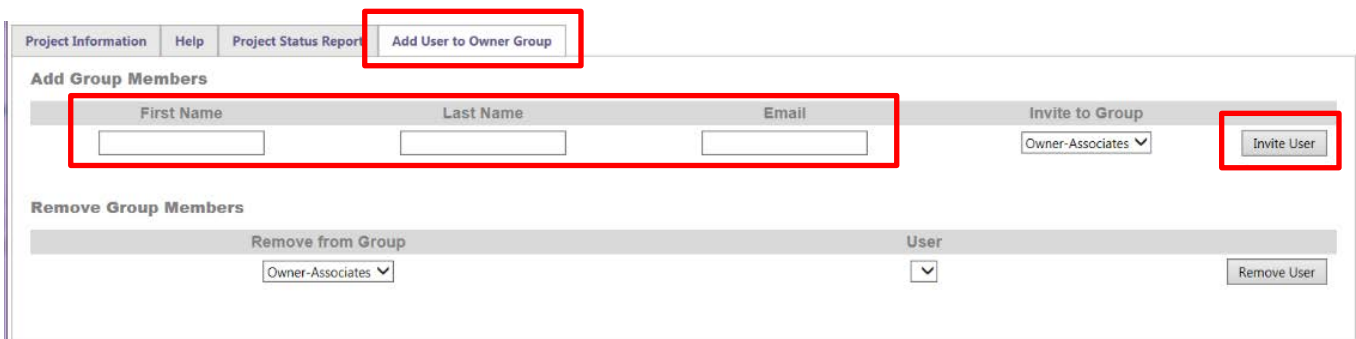 Project Information Help Project Status Report Add User to Owner Group
Add Group Members
First Name Last Name Email Invite to Group
Owner-Associates Invite User
Remove Group Members
Remove from Group User
Owner-Associates Remove User